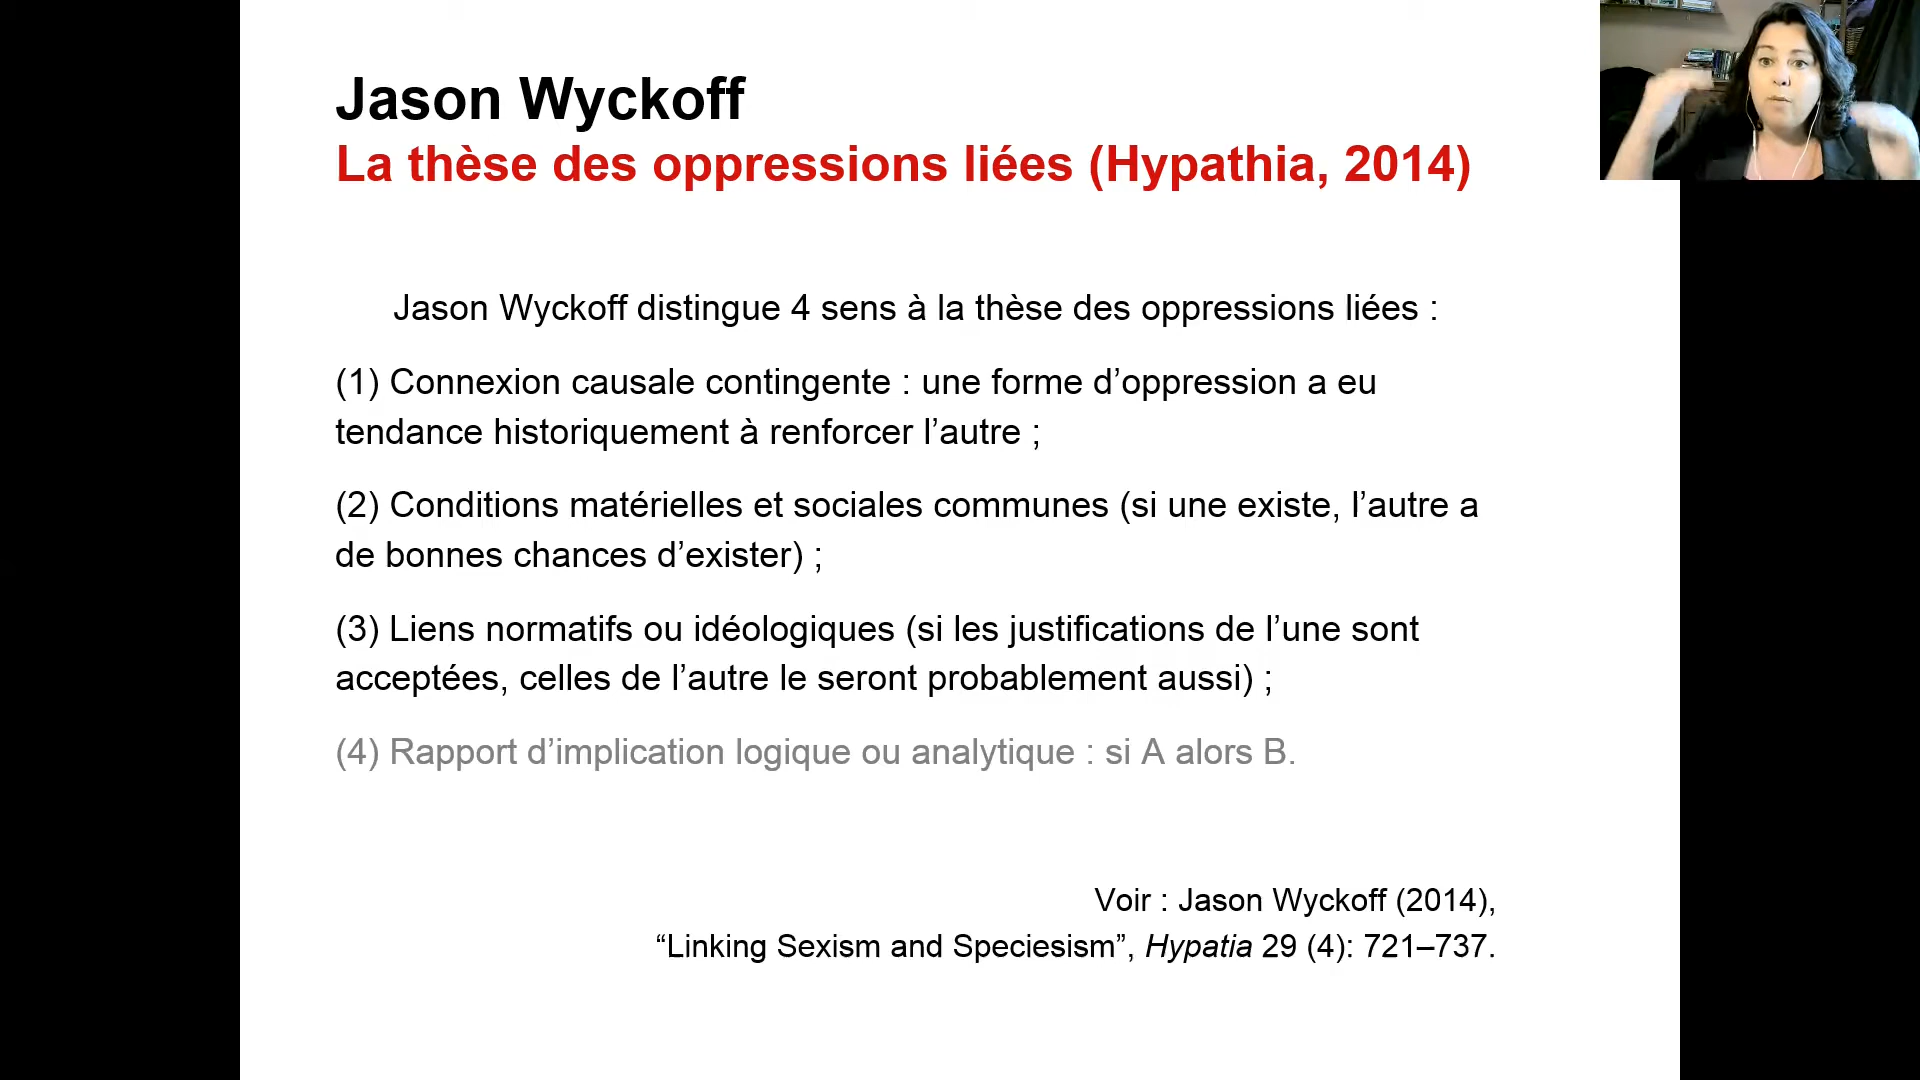 Jason Wyckoff
La thèse des oppressions liées (Hypathia, 2014)
Jason Wyckoff distingue 4 sens à la thèse des oppressions liées :
(1) Connexion causale contingente : une forme d’oppression a eu
tendance historiquement à renforcer l’autre ;
(2) Conditions matérielles et sociales communes (si une existe, l’autre a
de bonnes chances d’exister) ;
(3) Liens normatifs ou idéologiques (si les justifications de l’une sont
acceptées, celles de l’autre le seront probablement aussi) ;
(4) Rapport d’implication logique ou analytique : si A alors B.
Voir : Jason Wyckoff (2014),
“Linking Sexism and Speciesism”, Hypatia 29 (4): 721–737.